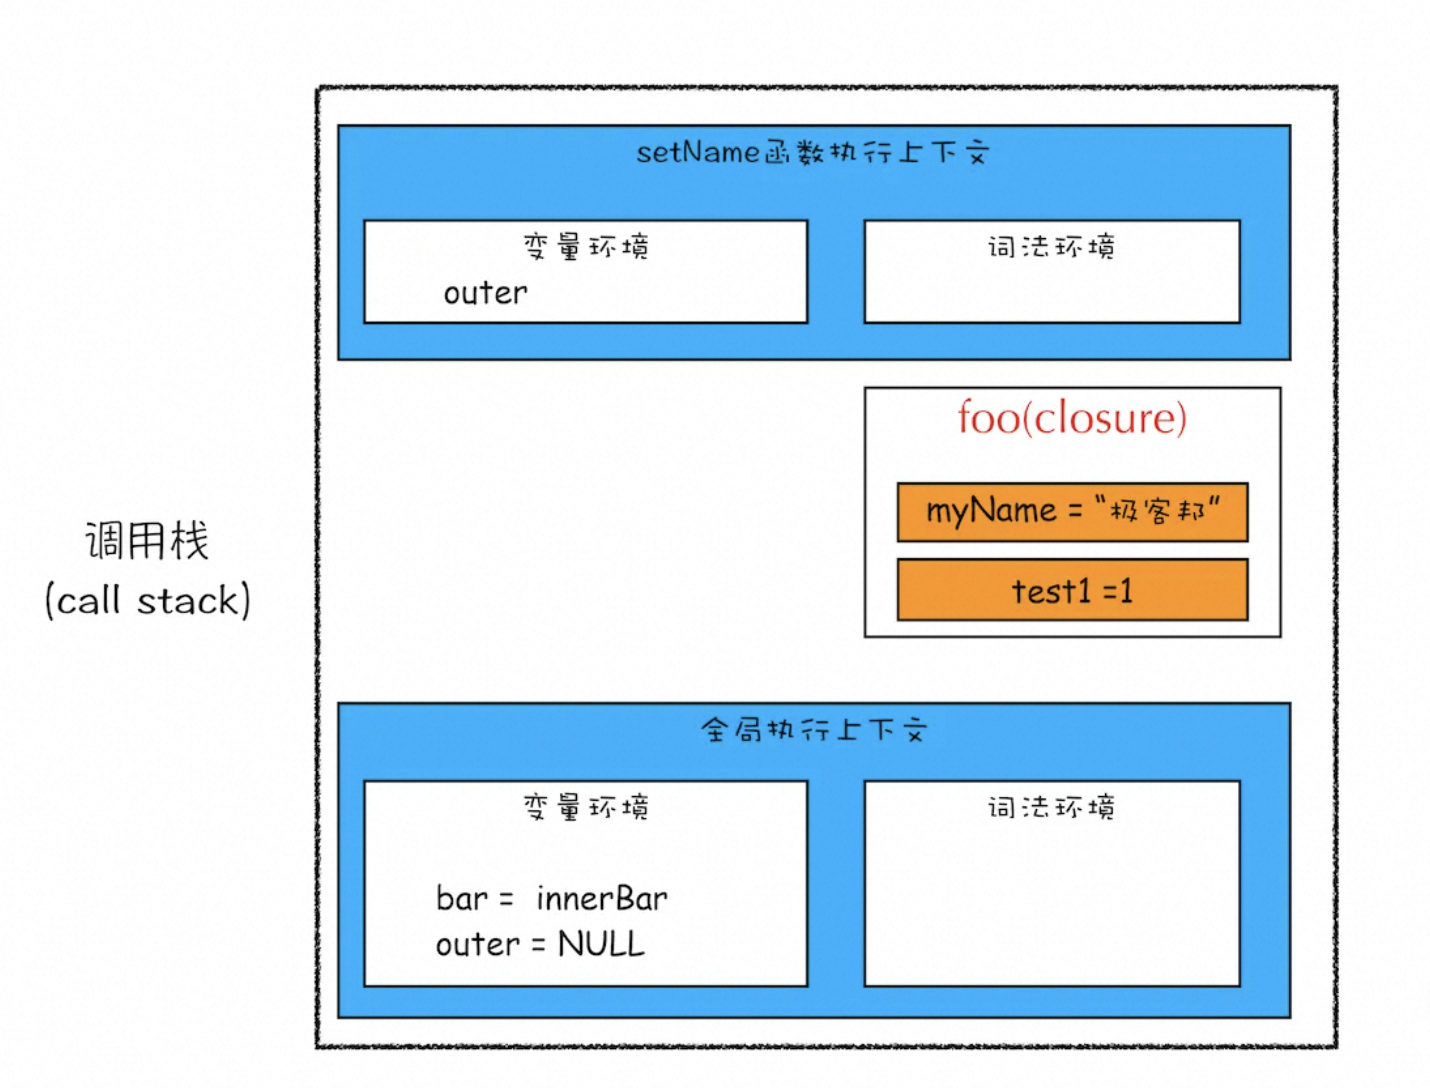 setName函数执行上下文
变量环境
outer
词法环境
foo(closure)
myName = “极客邦”
test1 =1
调用栈
(call stack)
全局执行上下文
变量环境
bar = innerBar
outer = NULL
词法环境